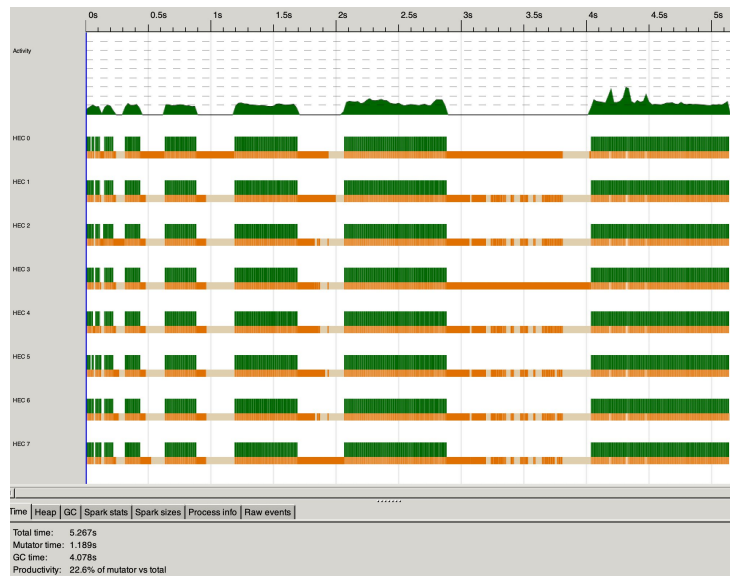 0s 0.5s 1s 1.5s 2s 2.5s 3s 3.5s 4s 4.5s 5s
Activity
HEC 0
HEC 1
HEC 2
HEC 3
HEC 4
HEC 5
HEC 6
HEC 7
Time Heap GC Spark stats Spark sizes Process info Raw events
Total time: 5.267s
Mutator time: 1.189s
GC time: 4.078s
Productivity: 22.6% of mutator vs total